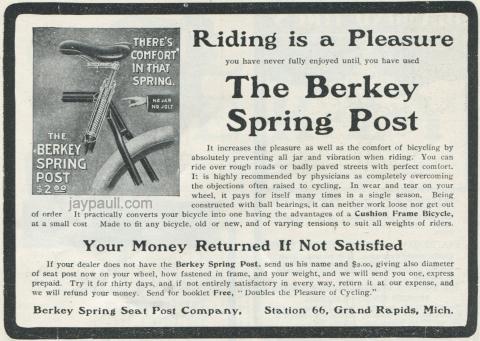 THERE'S
COMFORT
IN THAT
SPRING.
NO JAR
NO JOLT
THE
BERKEY
SPRING
POST
$2.00
jaypaull.com
Riding is a Pleasure
you have never fully enjoyed until you have used
The Berkey
Spring Post
It increases the pleasure as well as the comfort of bicycling by
absolutely preventing all jar and vibration when riding. You can
ride over rough roads or badly paved streets with perfect comfort.
It is highly recommended by physicians as completely overcoming
the objections often raised to cycling. In wear and tear on your
wheel, it pays for itself many times in a single season. Being
constructed with ball bearings, it can neither work loose nor get out
of order It practically converts your bicycle into one having the advantages of a Cushion Frame Bicycle,
at a small cost Made to fit any bicycle, old or new, and of varying tensions to suit all weights of riders.
Your Money Returned If Not Satisfied
If your dealer does not have the Berkey Spring Post, send us his name and $2.00, giving also diameter
of seat post now on your wheel, how fastened in frame, and your weight, and we will send you one, express
prepaid. Try it for thirty days, and if not entirely satisfactory in every way, return it at our expense, and
we will refund your money. Send for booklet Free, "Doubles the Pleasure of Cycling."
Berkey Spring Seat Post Company, Station 66, Grand Rapids, Mich.